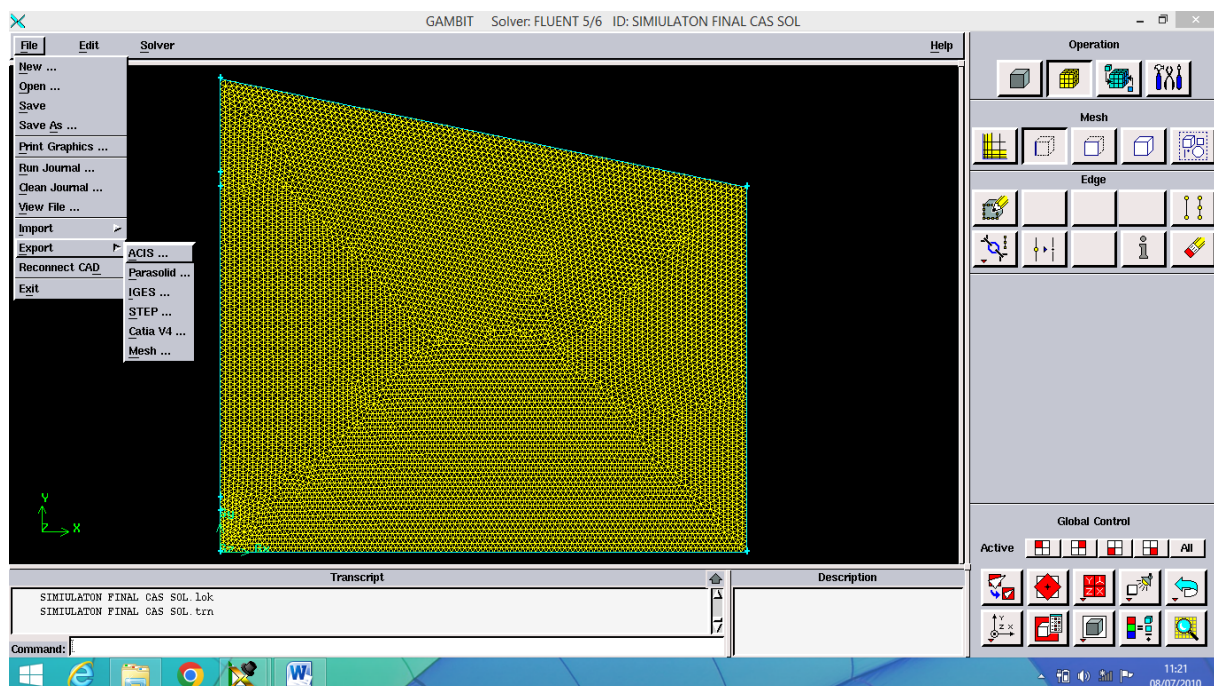 GAMBIT Solver: FLUENT 5/6 ID: SIMIULATON FINAL CAS SOL
File Edit Solver Help
New ...
Open ...
Save
Save As ...
Print Graphics ...
Run Journal ...
Clean Journal ...
View File ...
Import
Export
Reconnect CAD
Exit
ACIS ...
Parasolid ...
IGES ...
STEP ...
Catia V4 ...
Mesh ...
Operation
Mesh
Edge
Y
Z X
Global Control
Active All
Transcript
SIMIULATON FINAL CAS SOL.lok
SIMIULATON FINAL CAS SOL.trn
Command:
Description
11:21
08/07/2010